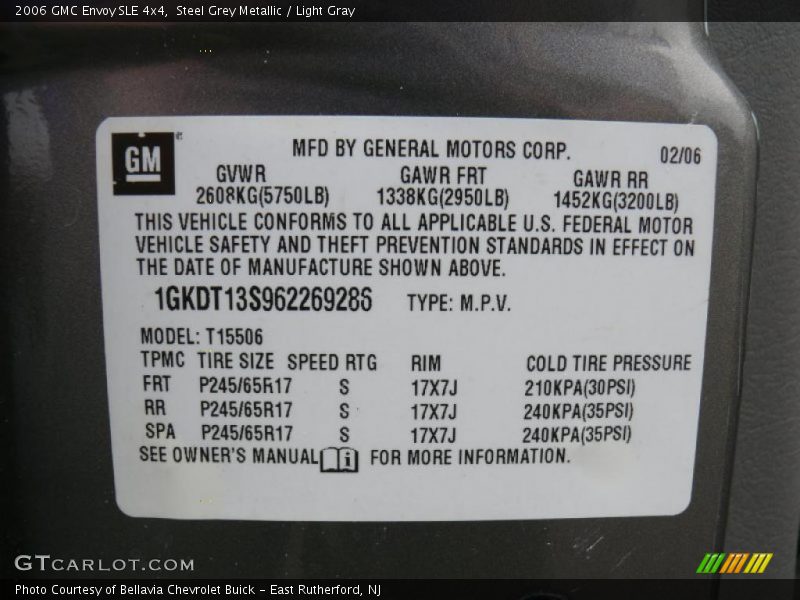 2006 GMC Envoy SLE 4x4, Steel Grey Metallic / Light Gray
GM
MFD BY GENERAL MOTORS CORP.
02/06
GVWR GAWR FRT GAWR RR
2608KG(5750LB) 1338KG(2950LB) 1452KG(3200LB)
THIS VEHICLE CONFORMS TO ALL APPLICABLE U.S. FEDERAL MOTOR
VEHICLE SAFETY AND THEFT PREVENTION STANDARDS IN EFFECT ON
THE DATE OF MANUFACTURE SHOWN ABOVE.
1GKDT13S962269286 TYPE: M.P.V.
MODEL: T15506
TPMC TIRE SIZE SPEED RTG RIM COLD TIRE PRESSURE
FRT P245/65R17 S 17X7J 210KPA(30PSI)
RR P245/65R17 S 17X7J 240KPA(35PSI)
SPA P245/65R17 S 17X7J 240KPA(35PSI)
SEE OWNER'S MANUAL i FOR MORE INFORMATION.
GTCARLOT.COM
Photo Courtesy of Bellavia Chevrolet Buick - East Rutherford, NJ